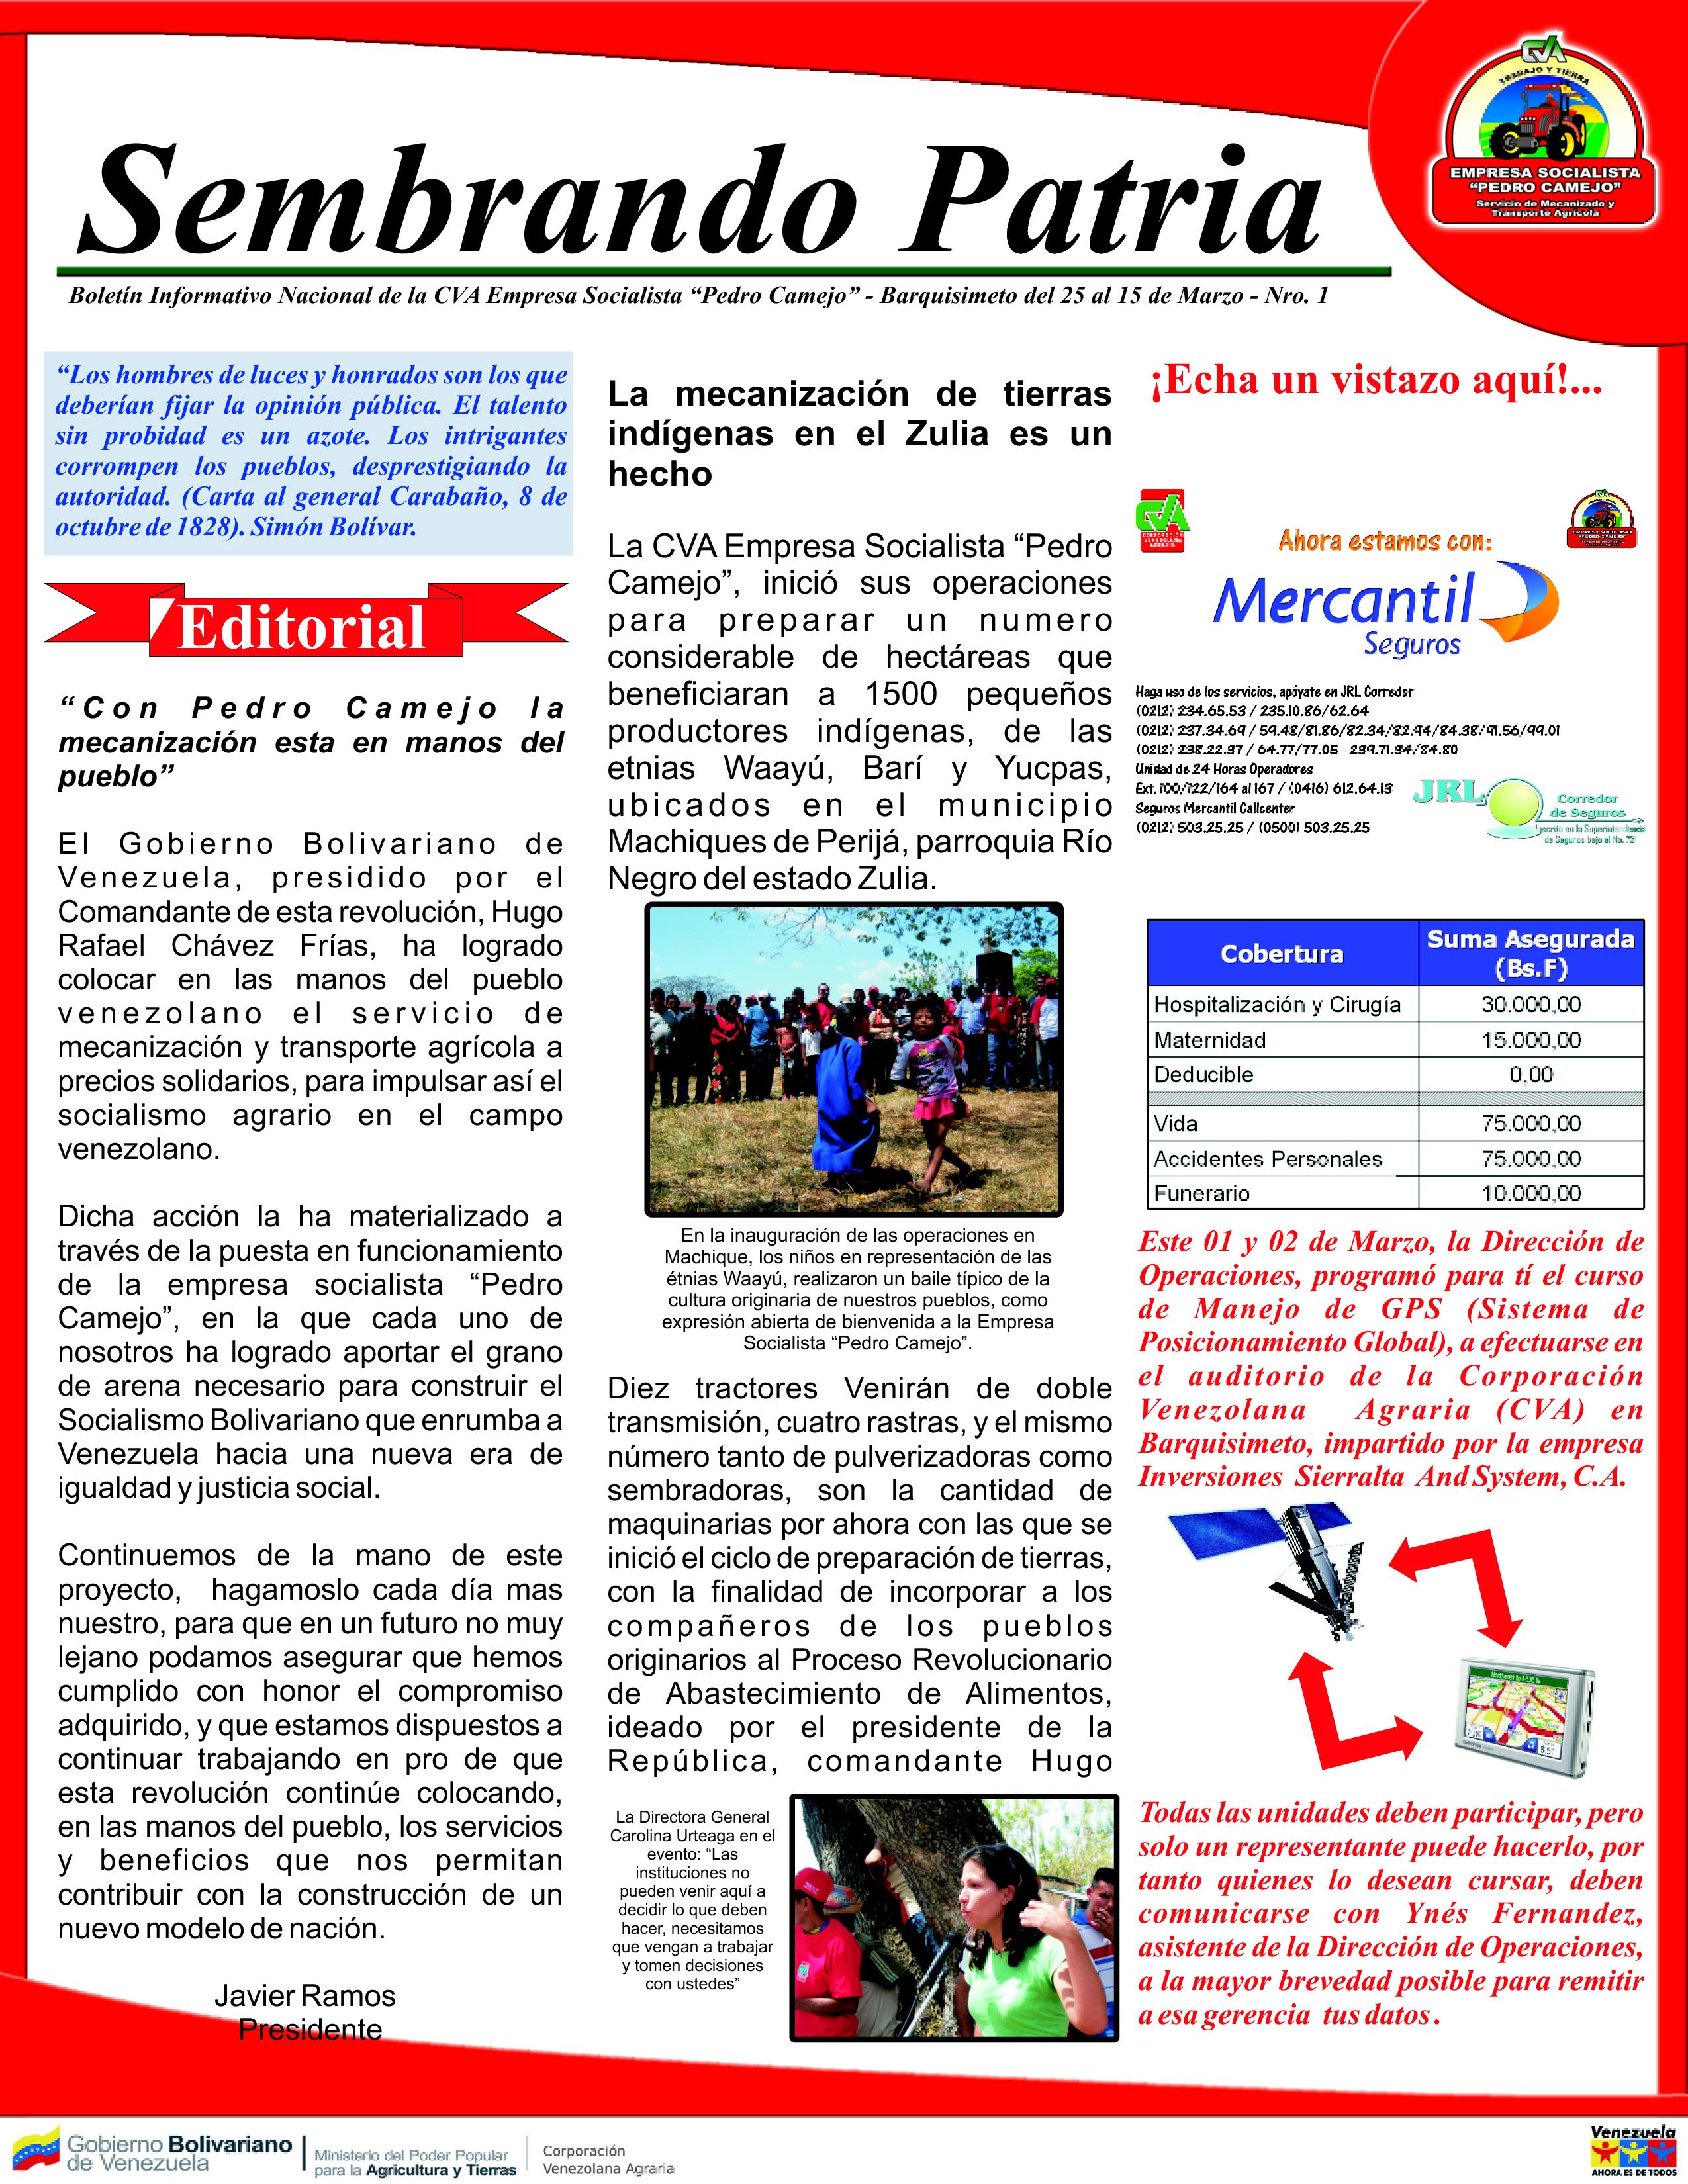 CVA
TRABAJO Y TIERRA
EMPRESA SOCIALISTA
“PEDRO CAMEJO”
Servicio de Mecanizado y
Transporte Agrícola
Sembrando Patria
Boletín Informativo Nacional de la CVA Empresa Socialista “Pedro Camejo” - Barquisimeto del 25 al 15 de Marzo - Nro. 1
“Los hombres de luces y honrados son los que
deberían fijar la opinión pública. El talento
sin probidad es un azote. Los intrigantes
corrompen los pueblos, desprestigiando la
autoridad. (Carta al general Carabaño, 8 de
octubre de 1828). Simón Bolívar.
Editorial
“Con Pedro Camejo la
mecanización esta en manos del
pueblo”
El Gobierno Bolivariano de
Venezuela, presidido por el
Comandante de esta revolución, Hugo
Rafael Chávez Frías, ha logrado
colocar en las manos del pueblo
venezolano el servicio de
mecanización y transporte agrícola a
precios solidarios, para impulsar así el
socialismo agrario en el campo
venezolano.
Dicha acción la ha materializado a
través de la puesta en funcionamiento
de la empresa socialista “Pedro
Camejo”, en la que cada uno de
nosotros ha logrado aportar el grano
de arena necesario para construir el
Socialismo Bolivariano que enrumba a
Venezuela hacia una nueva era de
igualdad y justicia social.
Continuemos de la mano de este
proyecto, hagamoslo cada día mas
nuestro, para que en un futuro no muy
lejano podamos asegurar que hemos
cumplido con honor el compromiso
adquirido, y que estamos dispuestos a
continuar trabajando en pro de que
esta revolución continúe colocando,
en las manos del pueblo, los servicios
y beneficios que nos permitan
contribuir con la construcción de un
nuevo modelo de nación.
Javier Ramos
Presidente
La mecanización de tierras
indígenas en el Zulia es un
hecho
La CVA Empresa Socialista “Pedro
Camejo”, inició sus operaciones
para preparar un numero
considerable de hectáreas que
beneficiaran a 1500 pequeños
productores indígenas, de las
etnias Waayú, Barí y Yucpas,
ubicados en el municipio
Machiques de Perijá, parroquia Río
Negro del estado Zulia.
En la inauguración de las operaciones en
Machique, los niños en representación de las
étnias Waayú, realizaron un baile típico de la
cultura originaria de nuestros pueblos, como
expresión abierta de bienvenida a la Empresa
Socialista “Pedro Camejo”.
Diez tractores Venirán de doble
transmisión, cuatro rastras, y el mismo
número tanto de pulverizadoras como
sembradoras, son la cantidad de
maquinarias por ahora con las que se
inició el ciclo de preparación de tierras,
con la finalidad de incorporar a los
compañeros de los pueblos
originarios al Proceso Revolucionario
de Abastecimiento de Alimentos,
ideado por el presidente de la
República, comandante Hugo
La Directora General
Carolina Urteaga en el
evento: “Las
instituciones no
pueden venir aquí a
decidir lo que deben
hacer, necesitamos
que vengan a trabajar
y tomen decisiones
con ustedes”
¡Echa un vistazo aquí!...
CVA
CORPORACIÓN
VENEZOLANA
AGRARIA
Ahora estamos con:
Mercantil
Seguros
Haga uso de los servicios, apóyate en JRL Corredor
(0212) 234.65.53 / 235.10.86/62.64
(0212) 237.34.69 / 59.48/81.86/82.34/82.94/84.38/91.56/99.01
(0212) 238.22.37 / 64.77/77.05 - 239.71.34/84.80
Unidad de 24 Horas Operadores
Ext. 100/122/164 al 167 / (0416) 612.64.13
Seguros Mercantil Callcenter
(0212) 503.25.25 / (0500) 503.25.25
JRL
Corredor
de Seguros
Inscrito en la Superintendencia
de Seguros bajo el No. 731
Cobertura Suma Asegurada (Bs.F)
Hospitalización y Cirugía 30.000,00
Maternidad 15.000,00
Deducible 0,00
Vida 75.000,00
Accidentes Personales 75.000,00
Funerario 10.000,00
Este 01 y 02 de Marzo, la Dirección de
Operaciones, programó para tí el curso
de Manejo de GPS (Sistema de
Posicionamiento Global), a efectuarse en
el auditorio de la Corporación
Venezolana Agraria (CVA) en
Barquisimeto, impartido por la empresa
Inversiones Sierralta And System, C.A.
Todas las unidades deben participar, pero
solo un representante puede hacerlo, por
tanto quienes lo desean cursar, deben
comunicarse con Ynés Fernandez,
asistente de la Dirección de Operaciones,
a la mayor brevedad posible para remitir
a esa gerencia tus datos.
Gobierno Bolivariano
de Venezuela
Ministerio del Poder Popular
para la Agricultura y Tierras
Corporación
Venezolana Agraria
Venezuela
AHORA ES DE TODOS